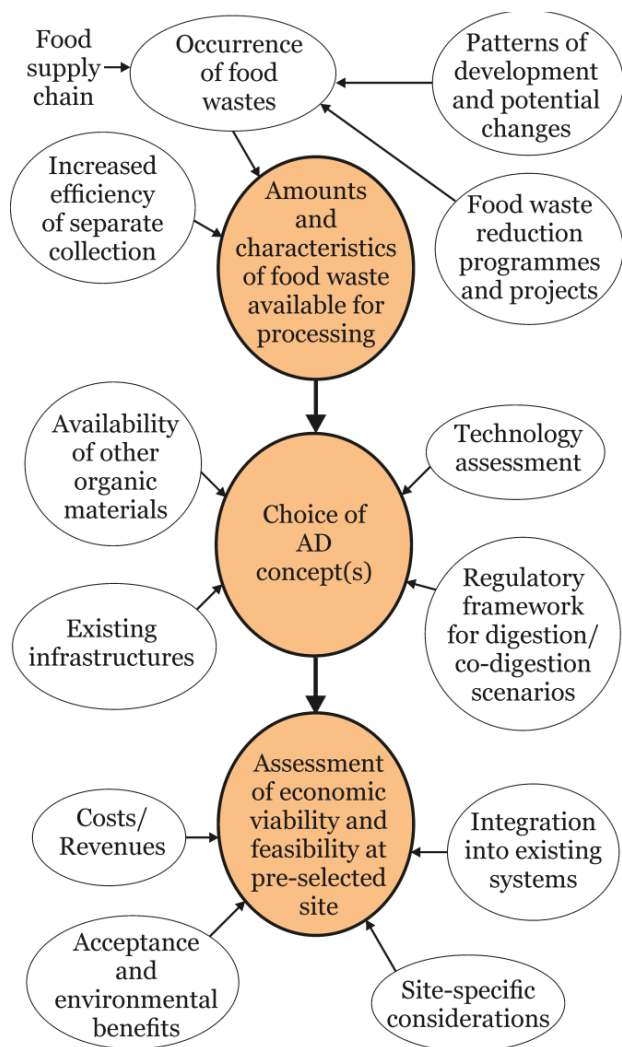 Food
supply
chain
Occurrence
of food
wastes
Patterns of
development
and potential
changes
Increased
efficiency
of separate
collection
Amounts
and
characteristics
of food waste
available for
processing
Food waste
reduction
programmes
and projects
Availability
of other
organic
materials
Technology
assessment
Choice of
AD
concept(s)
Existing
infrastructures
Regulatory
framework
for digestion/
co-digestion
scenarios
Assessment
of economic
viability and
feasibility at
pre-selected
site
Costs/
Revenues
Integration
into existing
systems
Acceptance
and
environmental
benefits
Site-specific
considerations